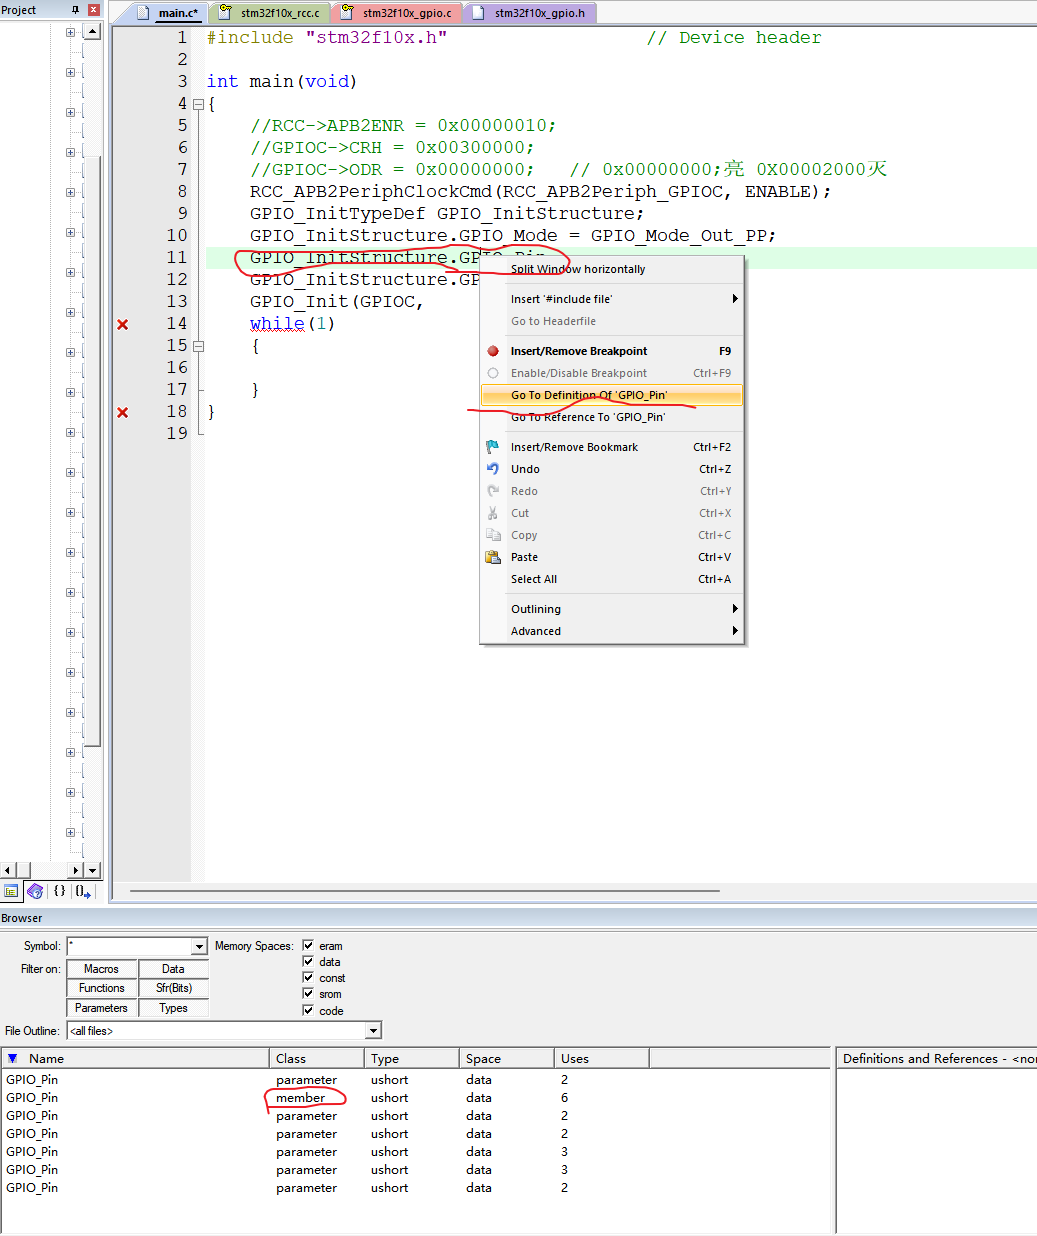 Project
main.c*
stm32f10x_rcc.c
stm32f10x_gpio.c
stm32f10x_gpio.h
1 #include "stm32f10x.h" // Device header
2
3 int main(void)
4 {
5 //RCC->APB2ENR = 0x00000010;
6 //GPIOC->CRH = 0x00300000;
7 //GPIOC->ODR = 0x00000000; // 0x00000000;亮 0X00002000灭
8 RCC_APB2PeriphClockCmd(RCC_APB2Periph_GPIOC, ENABLE);
9 GPIO_InitTypeDef GPIO_InitStructure;
10 GPIO_InitStructure.GPIO_Mode = GPIO_Mode_Out_PP;
11 GPIO_InitStructure.GPIO_Pin
12 GPIO_InitStructure.GP
13 GPIO_Init(GPIOC,
14 while(1)
15 {
16
17 }
18 }
19
Split Window horizontally
Insert '#include file'
Go to Headerfile
Insert/Remove Breakpoint F9
Enable/Disable Breakpoint Ctrl+F9
Go To Definition Of 'GPIO_Pin'
Go To Reference To 'GPIO_Pin'
Insert/Remove Bookmark Ctrl+F2
Undo Ctrl+Z
Redo Ctrl+Y
Cut Ctrl+X
Copy Ctrl+C
Paste Ctrl+V
Select All Ctrl+A
Outlining
Advanced
Browser
Symbol: * Memory Spaces: eram
data
const
srom
code
Filter on: Macros Data
Functions Sfr(Bits)
Parameters Types
File Outline: <all files>
Name Class Type Space Uses
GPIO_Pin parameter ushort data 2
GPIO_Pin member ushort data 6
GPIO_Pin parameter ushort data 2
GPIO_Pin parameter ushort data 2
GPIO_Pin parameter ushort data 3
GPIO_Pin parameter ushort data 3
GPIO_Pin parameter ushort data 2
Definitions and References - <no